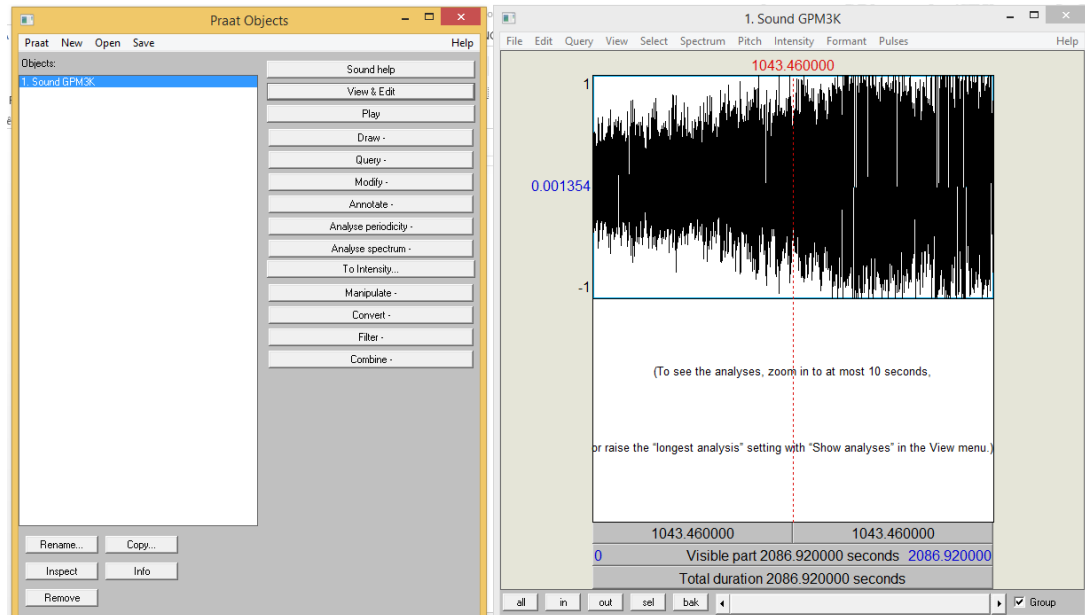 Praat Objects
Praat New Open Save Help
Objects:
1. Sound GPM3K
Sound help
View & Edit
Play
Draw -
Query -
Modify -
Annotate -
Analyse periodicity -
Analyse spectrum -
To Intensity...
Manipulate -
Convert -
Filter -
Combine -
Rename... Copy...
Inspect Info
Remove
1. Sound GPM3K
File Edit Query View Select Spectrum Pitch Intensity Formant Pulses Help
1043.460000
1
0.001354
-1
(To see the analyses, zoom in to at most 10 seconds,
or raise the “longest analysis” setting with “Show analyses” in the View menu.)
1043.460000 1043.460000
0 Visible part 2086.920000 seconds 2086.920000
Total duration 2086.920000 seconds
all in out sel bak Group